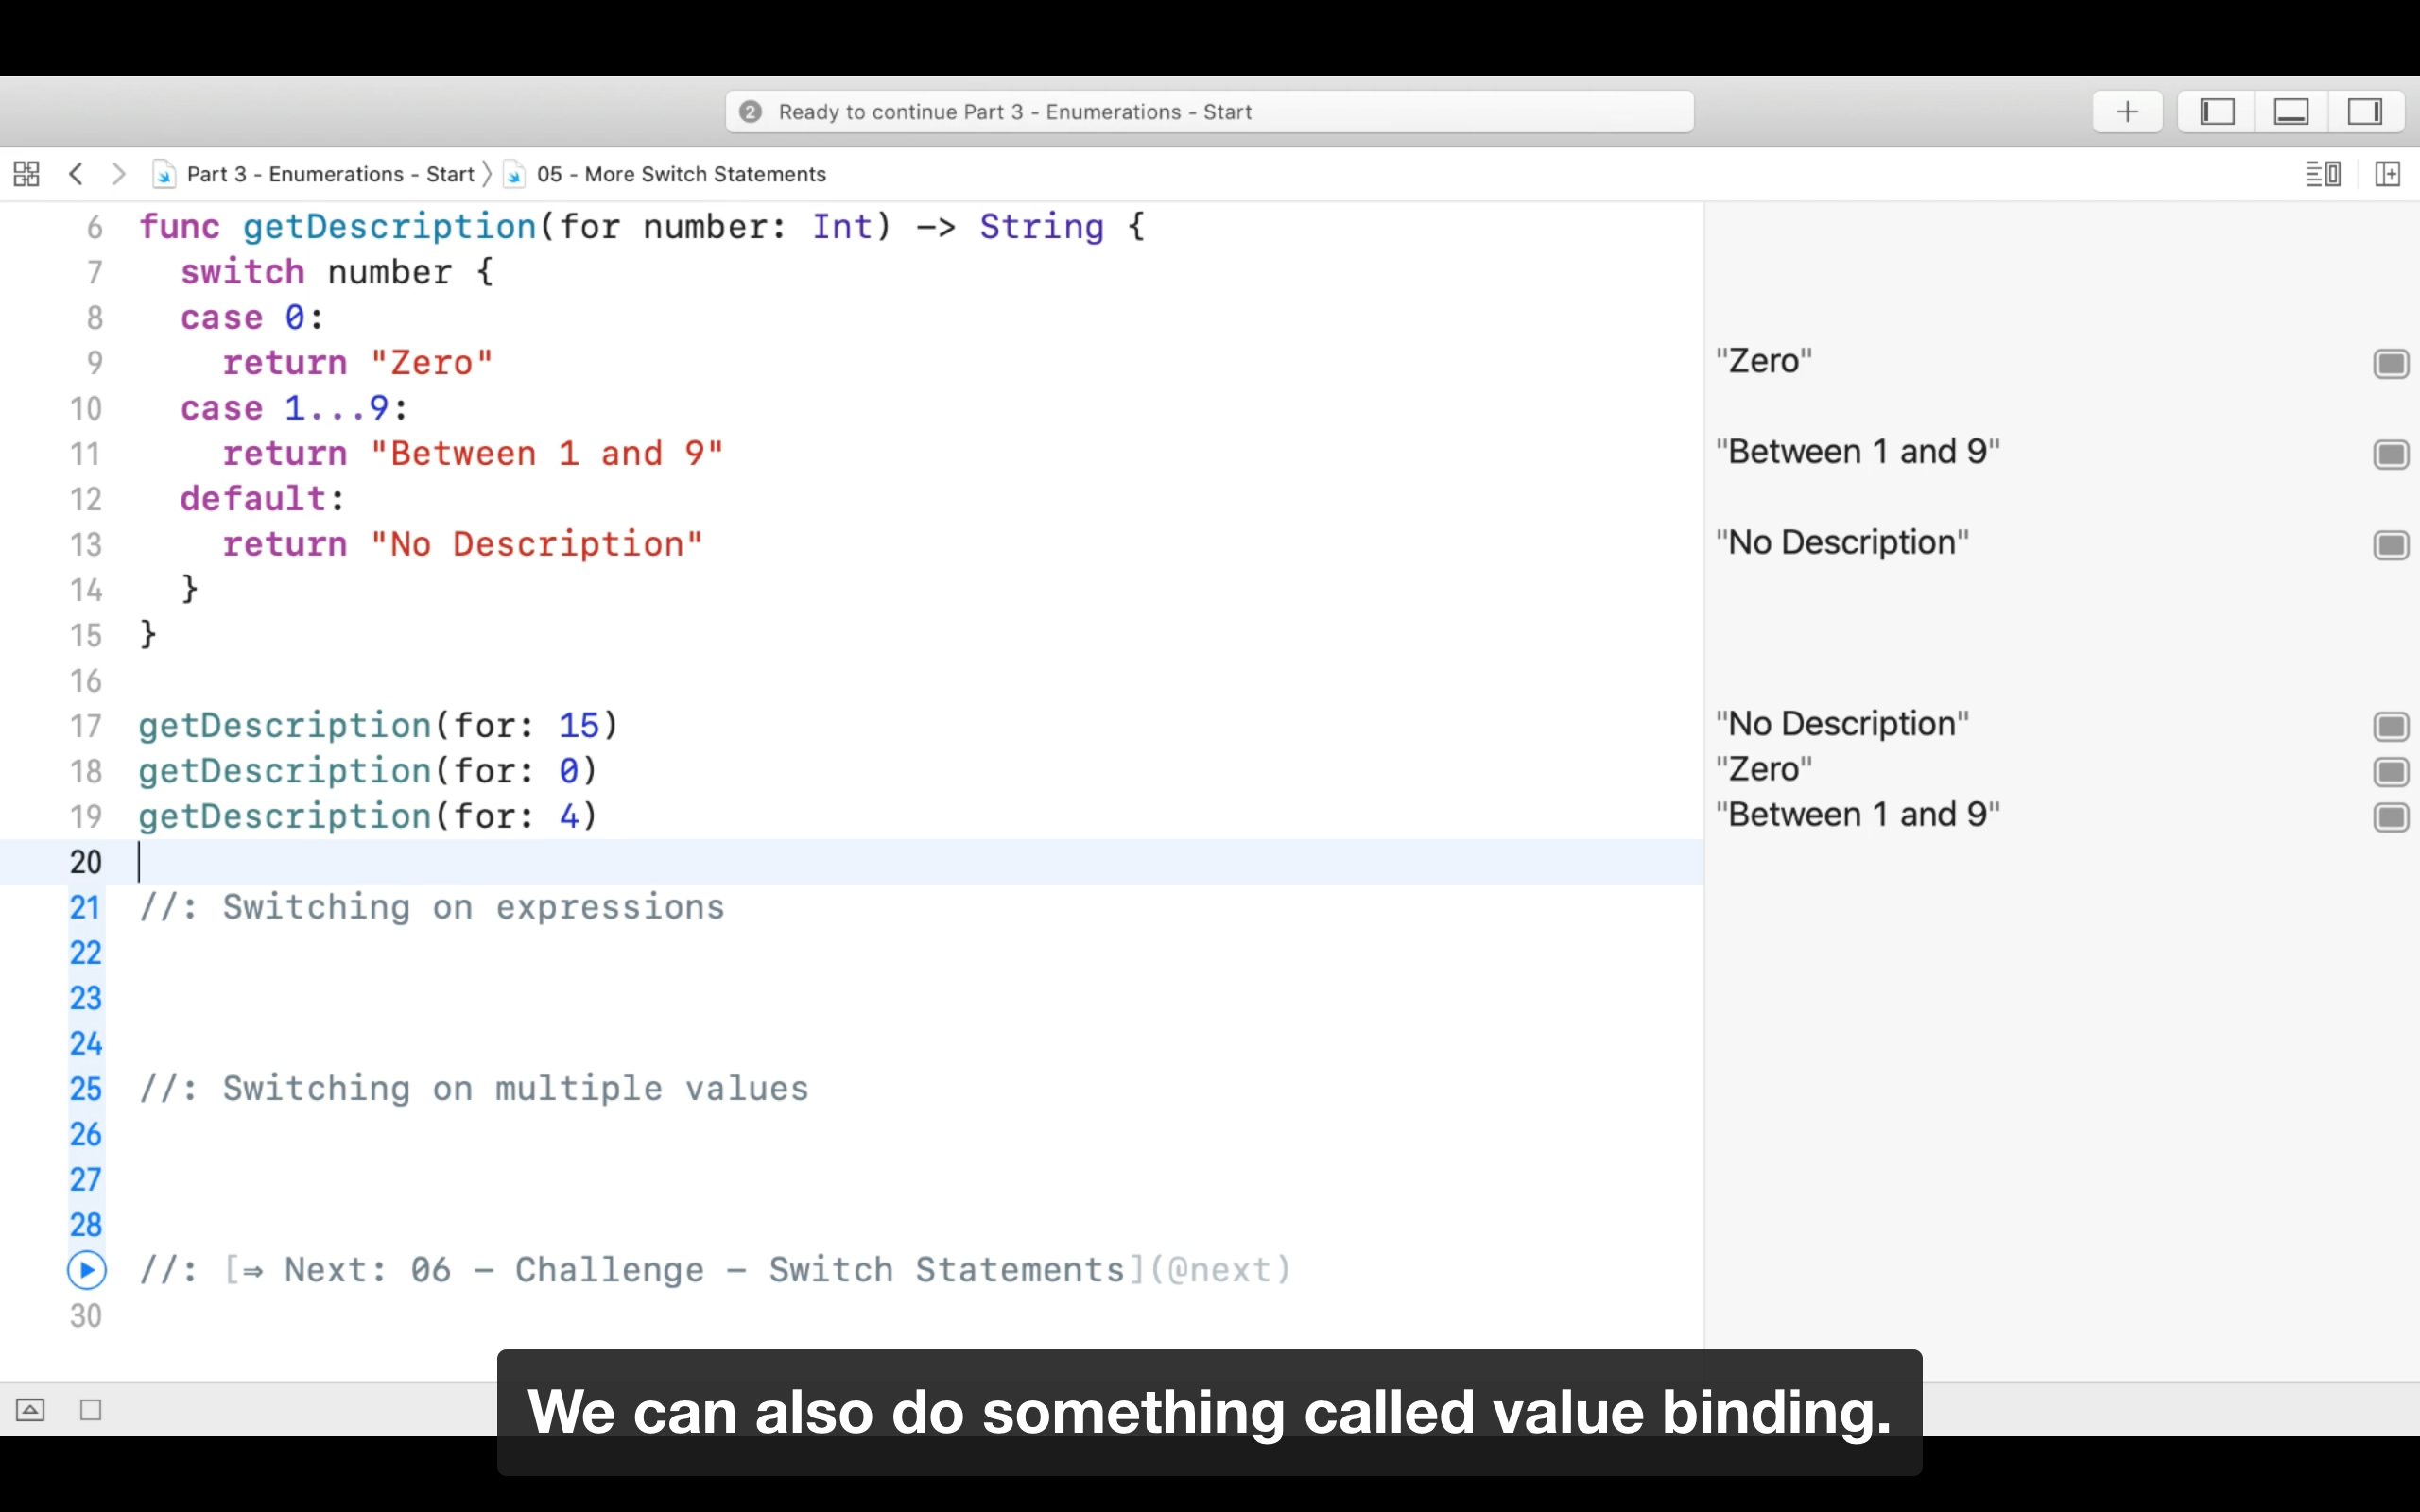 2 Ready to continue Part 3 - Enumerations - Start
Part 3 - Enumerations - Start 〉 05 - More Switch Statements
6 func getDescription(for number: Int) -> String {
7 switch number {
8 case 0:
9 return "Zero" "Zero"
10 case 1...9:
11 return "Between 1 and 9" "Between 1 and 9"
12 default:
13 return "No Description" "No Description"
14 }
15 }
16
17 getDescription(for: 15) "No Description"
18 getDescription(for: 0) "Zero"
19 getDescription(for: 4) "Between 1 and 9"
20
21 //: Switching on expressions
22
23
24
25 //: Switching on multiple values
26
27
28
//: [⇒ Next: 06 – Challenge – Switch Statements](@next)
30
We can also do something called value binding.